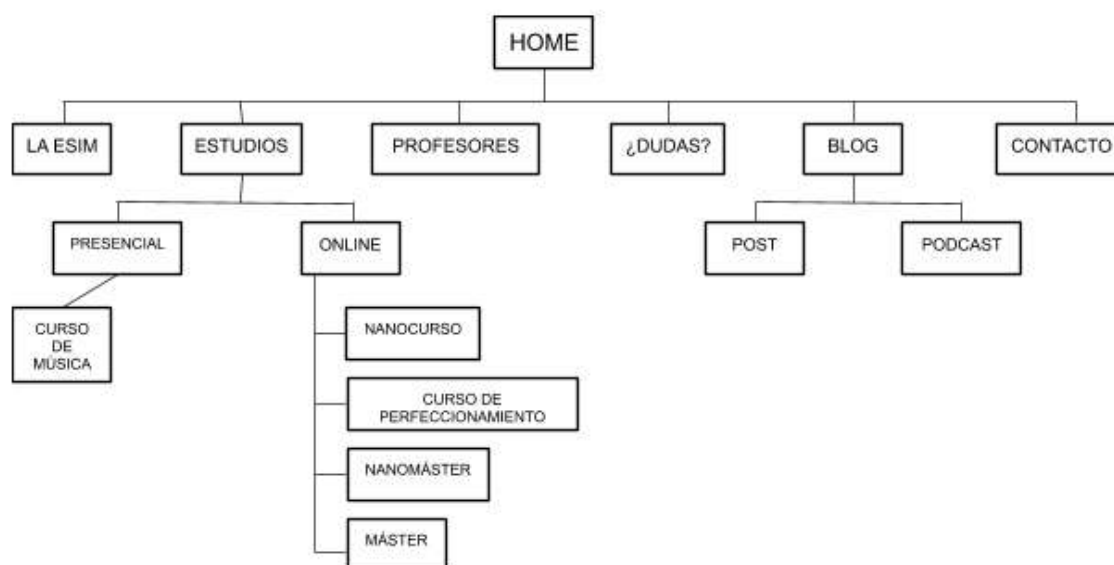 HOME
LA ESIM
ESTUDIOS
PROFESORES
¿DUDAS?
BLOG
CONTACTO
PRESENCIAL
ONLINE
POST
PODCAST
CURSO
DE
MÚSICA
NANOCURSO
CURSO DE
PERFECCIONAMIENTO
NANOMÁSTER
MÁSTER